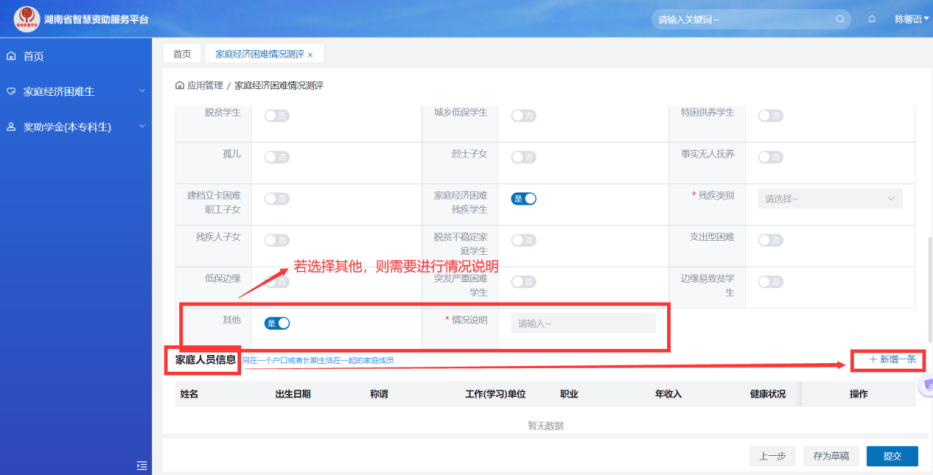 湖南省智慧资助服务平台
请输入关键词~
陈馨语
首页
家庭经济困难生
奖助学金(本专科生)
首页
家庭经济困难情况测评 ×
应用管理 / 家庭经济困难情况测评
脱贫学生
否
城乡低保学生
否
特困供养学生
否
孤儿
否
烈士子女
否
事实无人抚养
否
建档立卡困难
职工子女
否
家庭经济困难
残疾学生
是
* 残疾类别
请选择~
残疾人子女
否
脱贫不稳定家
庭学生
否
支出型困难
否
若选择其他，则需要进行情况说明
低保边缘
否
突发严重困难
学生
否
边缘易致贫学
生
否
其他
是
* 情况说明
请输入~
家庭人员信息
同在一个户口或者长期生活在一起的家庭成员
+ 新增一条
姓名 出生日期 称谓 工作(学习)单位 职业 年收入 健康状况 操作
暂无数据
上一步 存为草稿 提交